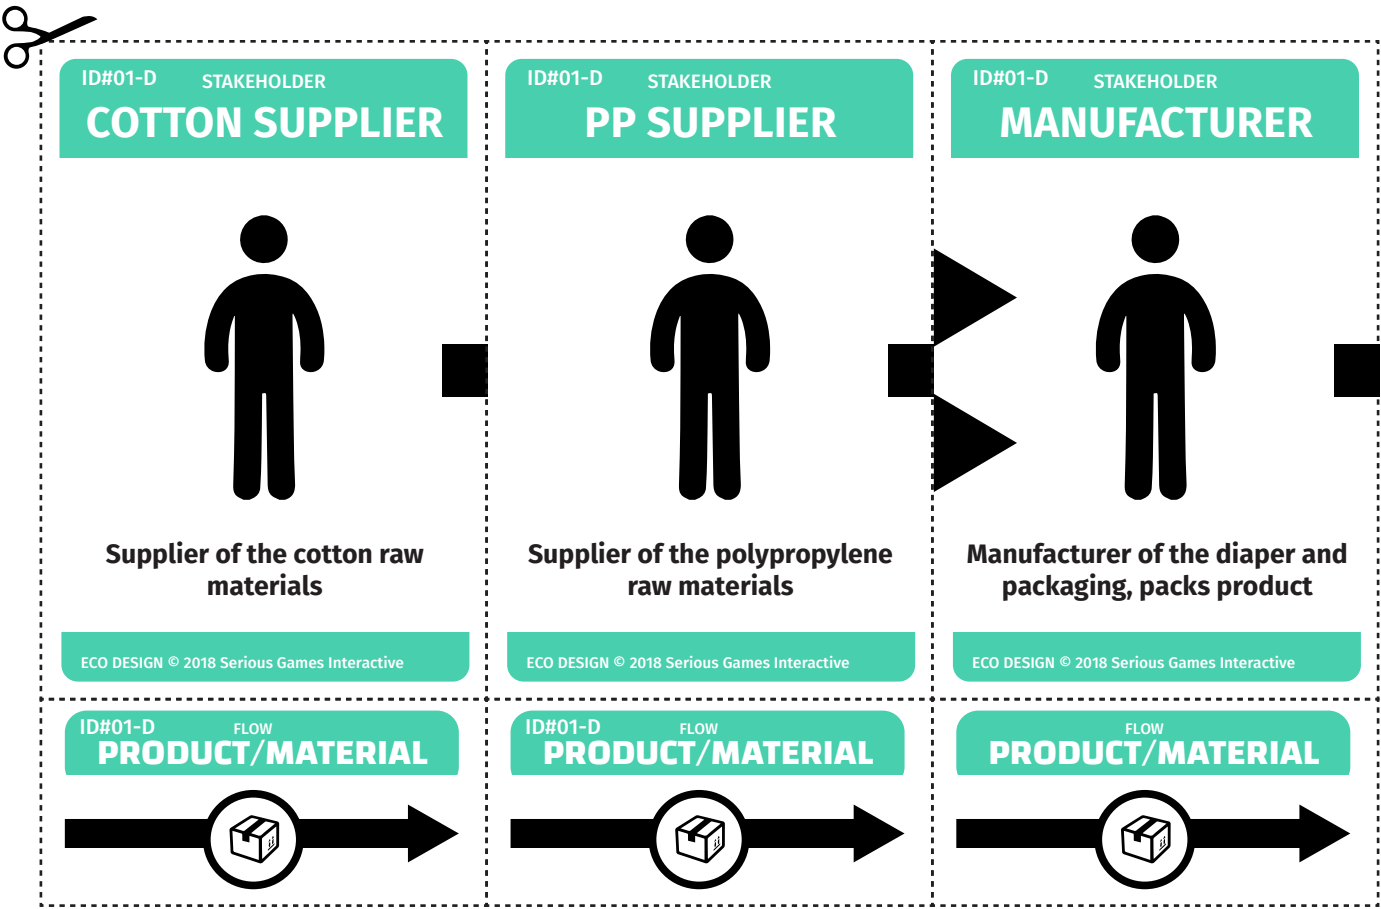 ID#01-D STAKEHOLDER
COTTON SUPPLIER
Supplier of the cotton raw
materials
ECO DESIGN © 2018 Serious Games Interactive
ID#01-D STAKEHOLDER
PP SUPPLIER
Supplier of the polypropylene
raw materials
ECO DESIGN © 2018 Serious Games Interactive
ID#01-D STAKEHOLDER
MANUFACTURER
Manufacturer of the diaper and
packaging, packs product
ECO DESIGN © 2018 Serious Games Interactive
ID#01-D FLOW
PRODUCT/MATERIAL
ID#01-D FLOW
PRODUCT/MATERIAL
FLOW
PRODUCT/MATERIAL